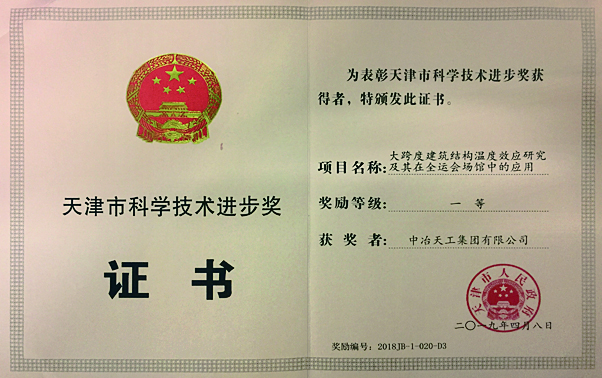 天津市科学技术进步奖
证书
为表彰天津市科学技术进步奖获
得者，特颁发此证书。
项目名称：大跨度建筑结构温度效应研究
及其在全运会场馆中的应用
奖励等级：一等
获奖者：中冶天工集团有限公司
天津市人民政府
二〇一九年四月八日
奖励编号：2018JB-1-020-D3